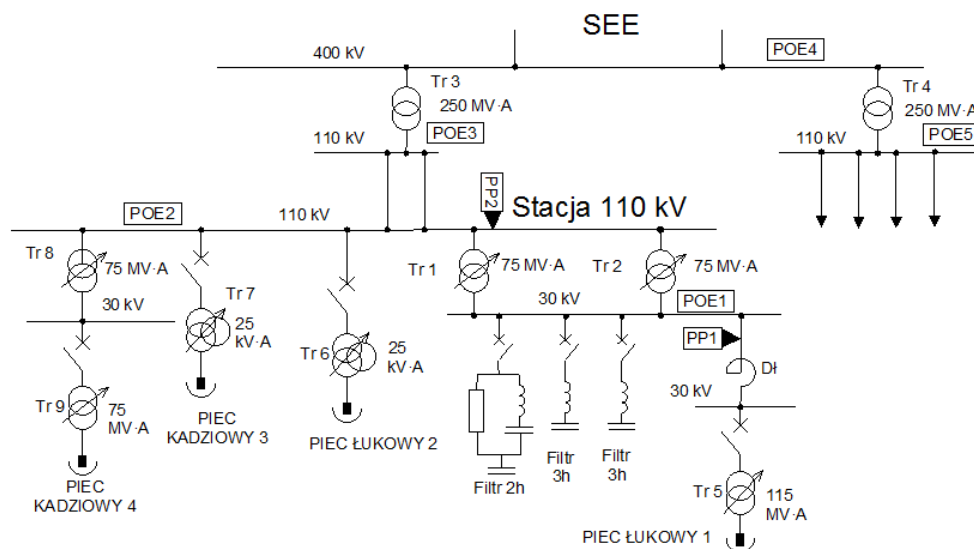 SEE
400 kV
POE4
Tr 3
250 MV·A
Tr 4
250 MV·A
110 kV
POE3
110 kV
POE5
PP2
POE2
110 kV
Stacja 110 kV
Tr 8
75 MV·A
Tr 1
75 MV·A
Tr 2
75 MV·A
30 kV
Tr 7
25
kV·A
30 kV
POE1
Tr 6
25
kV·A
PP1
Dł
30 kV
Tr 9
75
MV·A
PIEC
KADZIOWY 3
PIEC ŁUKOWY 2
Filtr 2h
Filtr
3h
Filtr
3h
PIEC
KADZIOWY 4
Tr 5
115
MV·A
PIEC ŁUKOWY 1